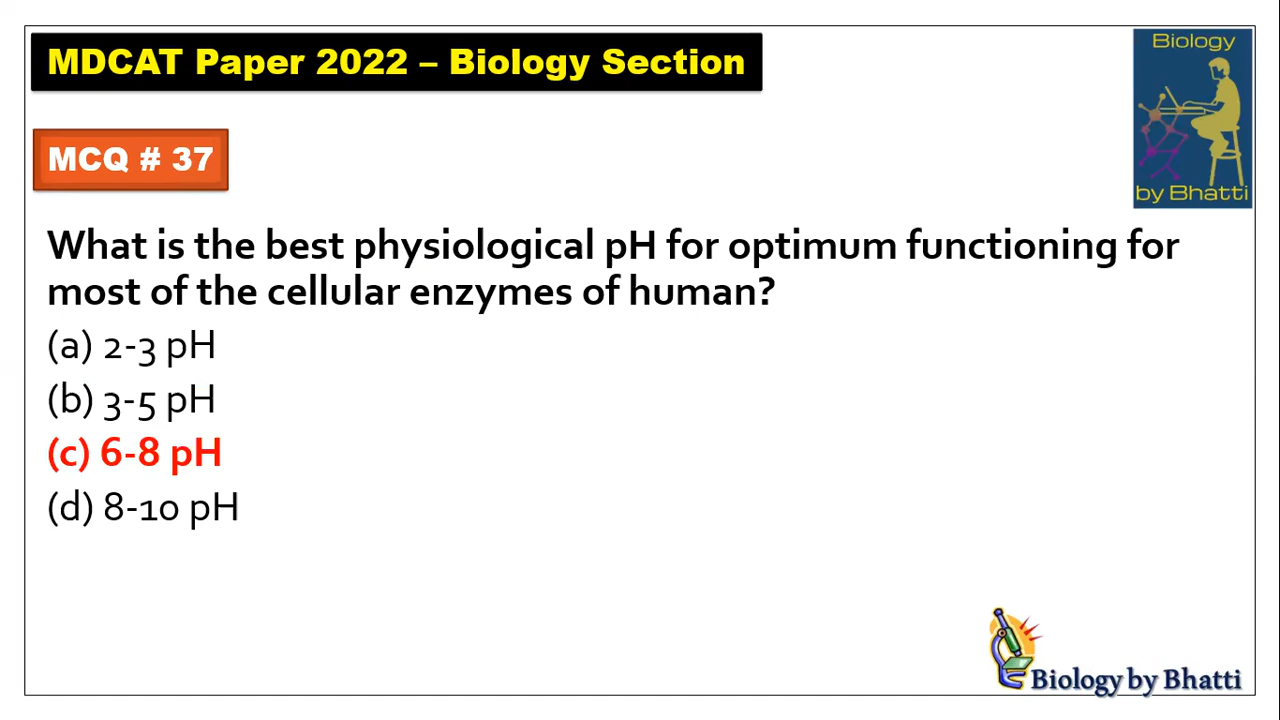 MDCAT Paper 2022 – Biology Section
Biology
by Bhatti
MCQ # 37
What is the best physiological pH for optimum functioning for
most of the cellular enzymes of human?
(a) 2-3 pH
(b) 3-5 pH
(c) 6-8 pH
(d) 8-10 pH
Biology by Bhatti